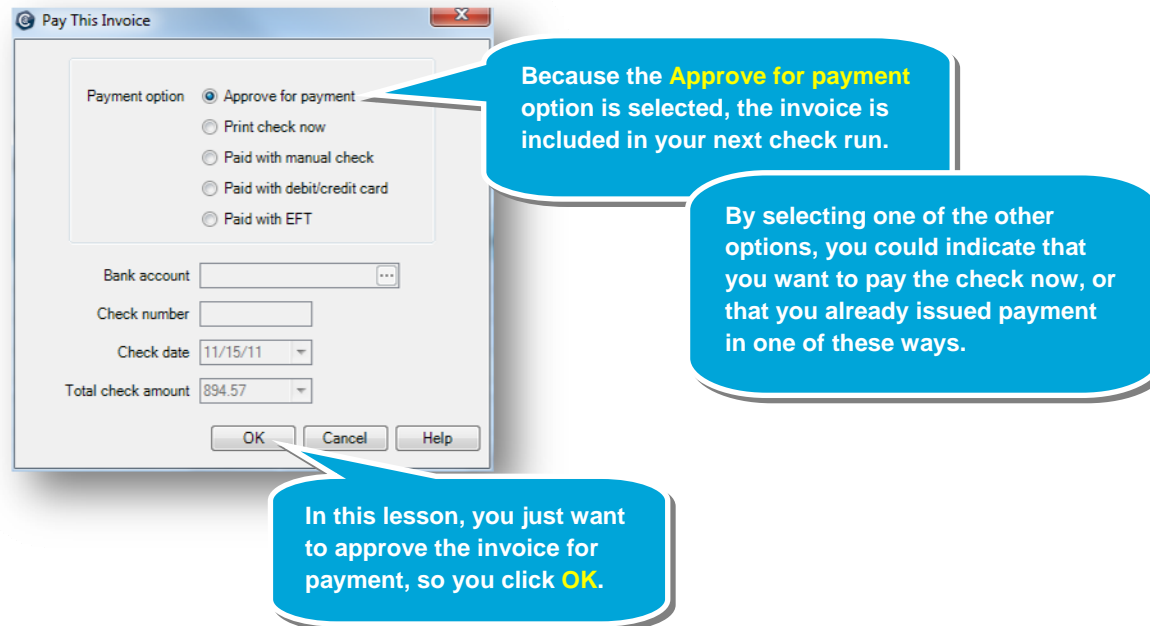 Pay This Invoice
Payment option
Approve for payment
Print check now
Paid with manual check
Paid with debit/credit card
Paid with EFT
Bank account
...
Check number
Check date 11/15/11
Total check amount 894.57
OK Cancel Help
Because the Approve for payment
option is selected, the invoice is
included in your next check run.
By selecting one of the other
options, you could indicate that
you want to pay the check now, or
that you already issued payment
in one of these ways.
In this lesson, you just want
to approve the invoice for
payment, so you click OK.